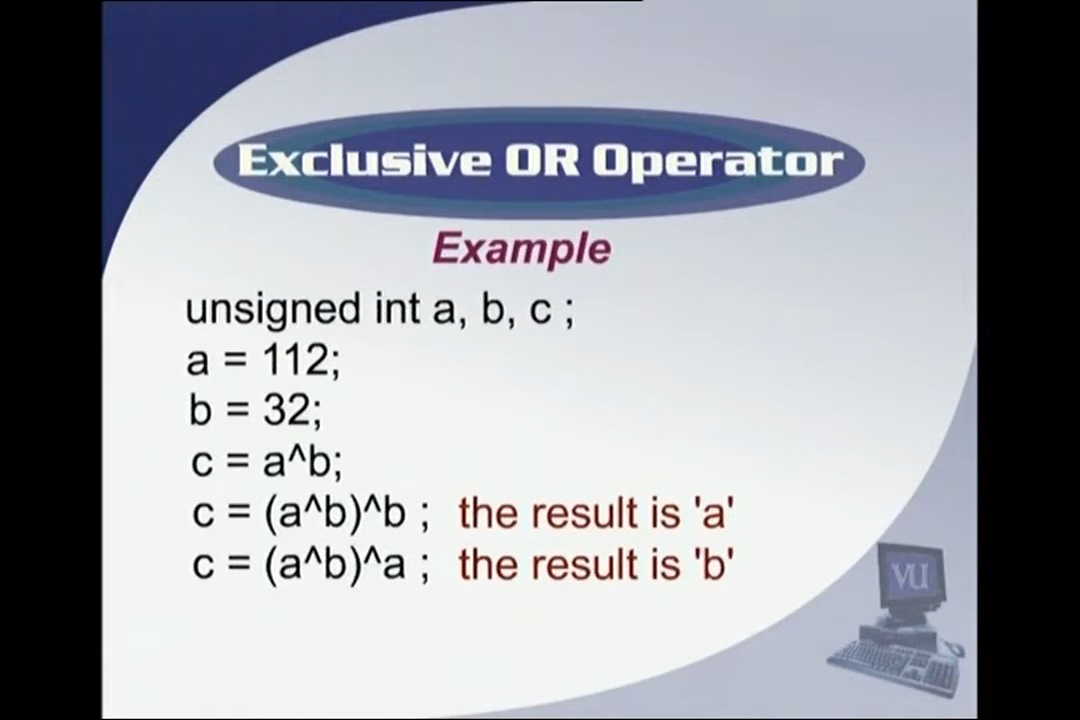 Exclusive OR Operator
Example
unsigned int a, b, c ;
a = 112;
b = 32;
c = a^b;
c = (a^b)^b ; the result is 'a'
c = (a^b)^a ; the result is 'b'
VU